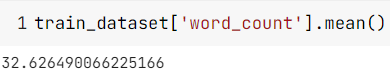 1 train_dataset['word_count'].mean()
32.626490066225166